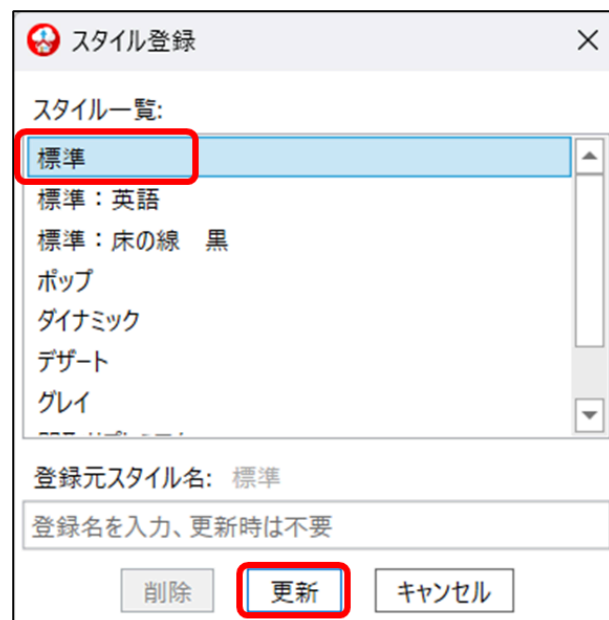 スタイル登録
スタイル一覧:
標準
標準：英語
標準：床の線　黒
ポップ
ダイナミック
デザート
グレイ
登録元スタイル名: 標準
登録名を入力、更新時は不要
削除 更新 キャンセル